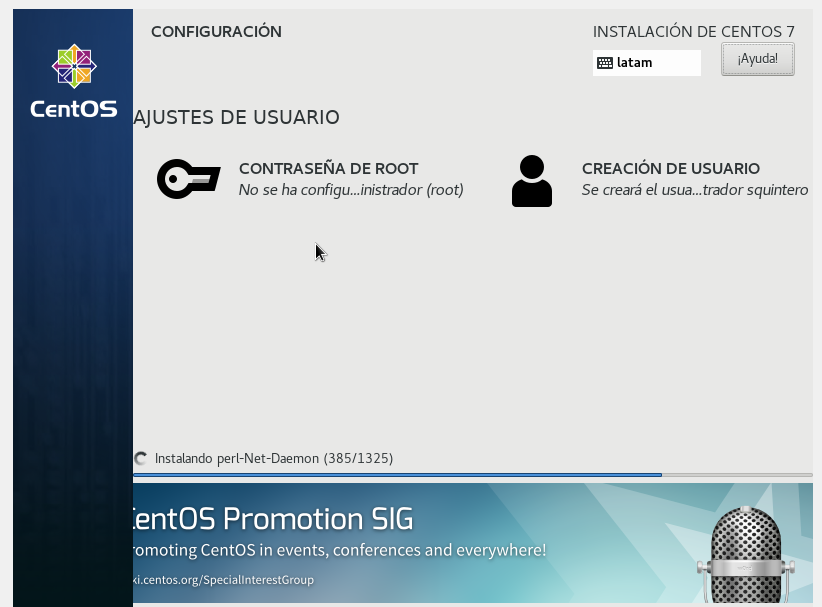 CONFIGURACIÓN
INSTALACIÓN DE CENTOS 7
latam
¡Ayuda!
CentOS
AJUSTES DE USUARIO
CONTRASEÑA DE ROOT
No se ha configu...inistrador (root)
CREACIÓN DE USUARIO
Se creará el usua...trador squintero
Instalando perl-Net-Daemon (385/1325)
CentOS Promotion SIG
romoting CentOS in events, conferences and everywhere!
ki.centos.org/SpecialInterestGroup